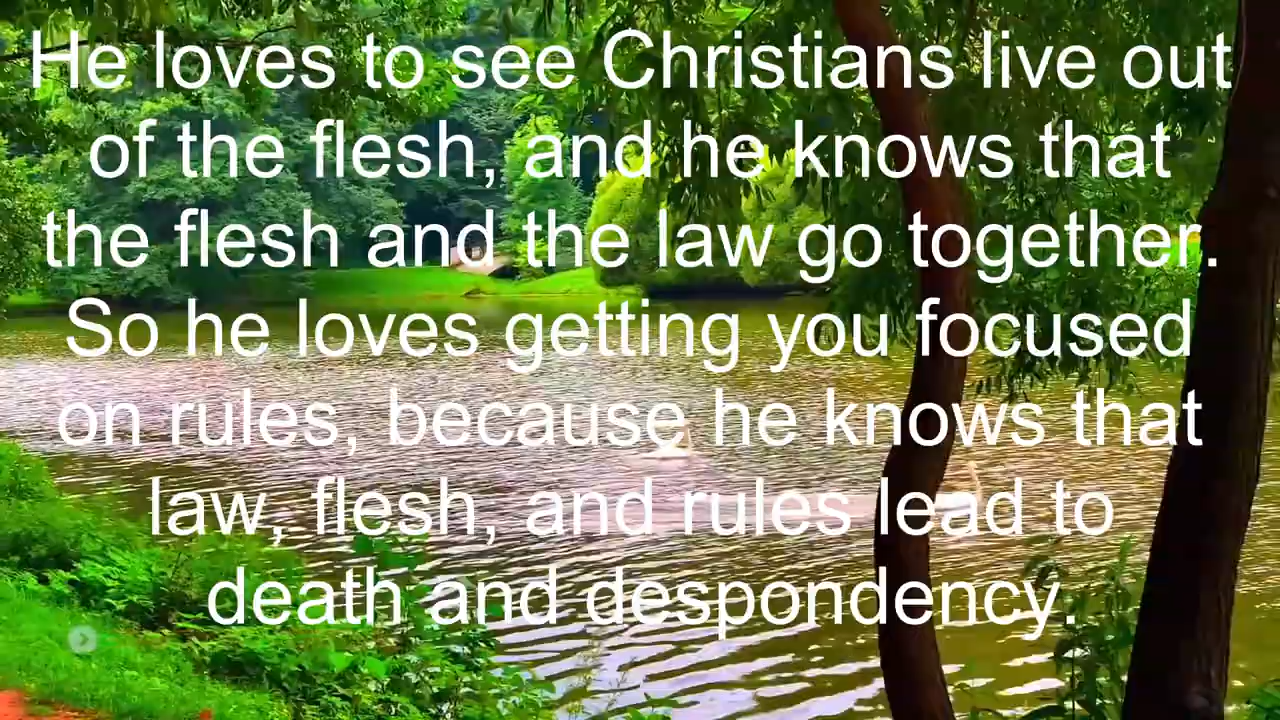 He loves to see Christians live out
of the flesh, and he knows that
the flesh and the law go together.
So he loves getting you focused
on rules, because he knows that
law, flesh, and rules lead to
death and despondency.